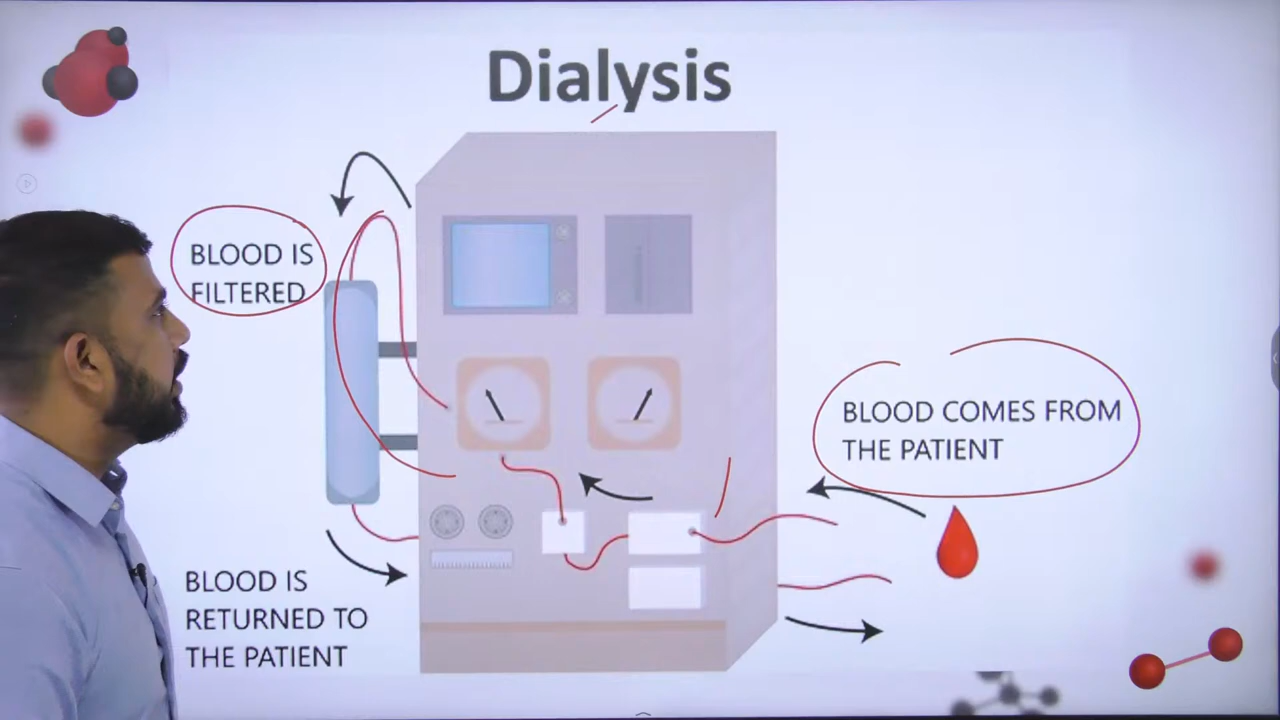 Dialysis
BLOOD IS
FILTERED
BLOOD COMES FROM
THE PATIENT
BLOOD IS
RETURNED TO
THE PATIENT